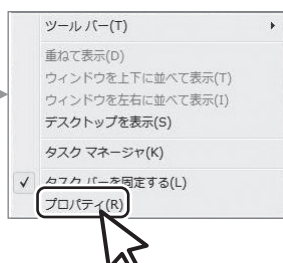 ツール バー(T)
重ねて表示(D)
ウィンドウを上下に並べて表示(T)
ウィンドウを左右に並べて表示(I)
デスクトップを表示(S)
タスク マネージャ(K)
タスク バーを固定する(L)
プロパティ(R)